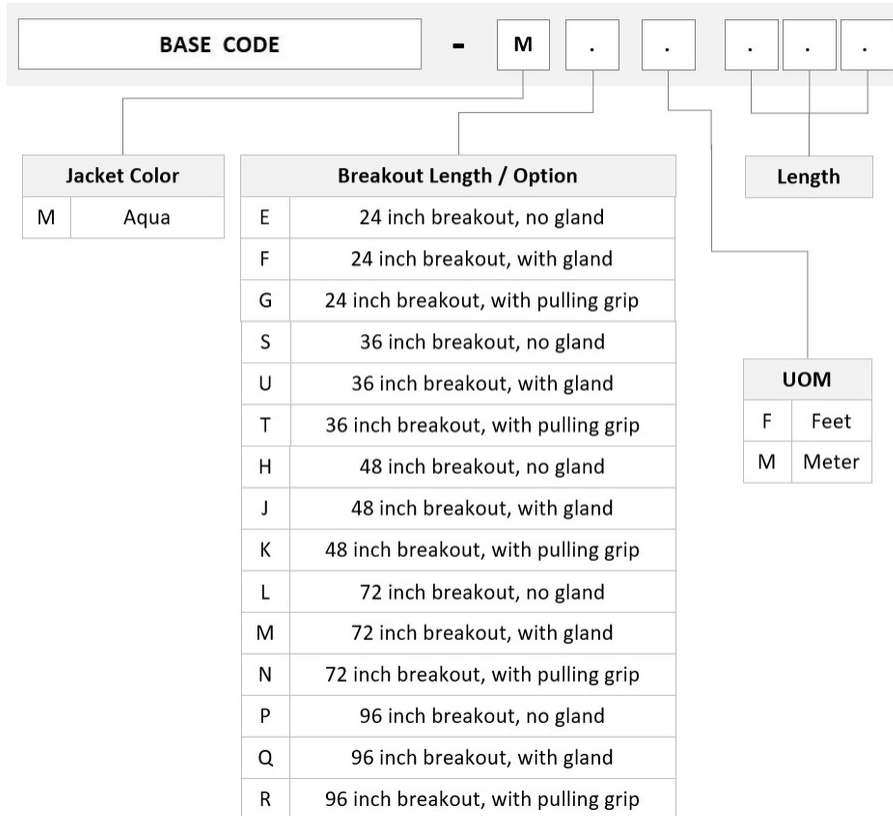 BASE CODE - M . . . . .
Jacket Color
M Aqua
Breakout Length / Option
E 24 inch breakout, no gland
F 24 inch breakout, with gland
G 24 inch breakout, with pulling grip
S 36 inch breakout, no gland
U 36 inch breakout, with gland
T 36 inch breakout, with pulling grip
H 48 inch breakout, no gland
J 48 inch breakout, with gland
K 48 inch breakout, with pulling grip
L 72 inch breakout, no gland
M 72 inch breakout, with gland
N 72 inch breakout, with pulling grip
P 96 inch breakout, no gland
Q 96 inch breakout, with gland
R 96 inch breakout, with pulling grip
Length
UOM
F Feet
M Meter